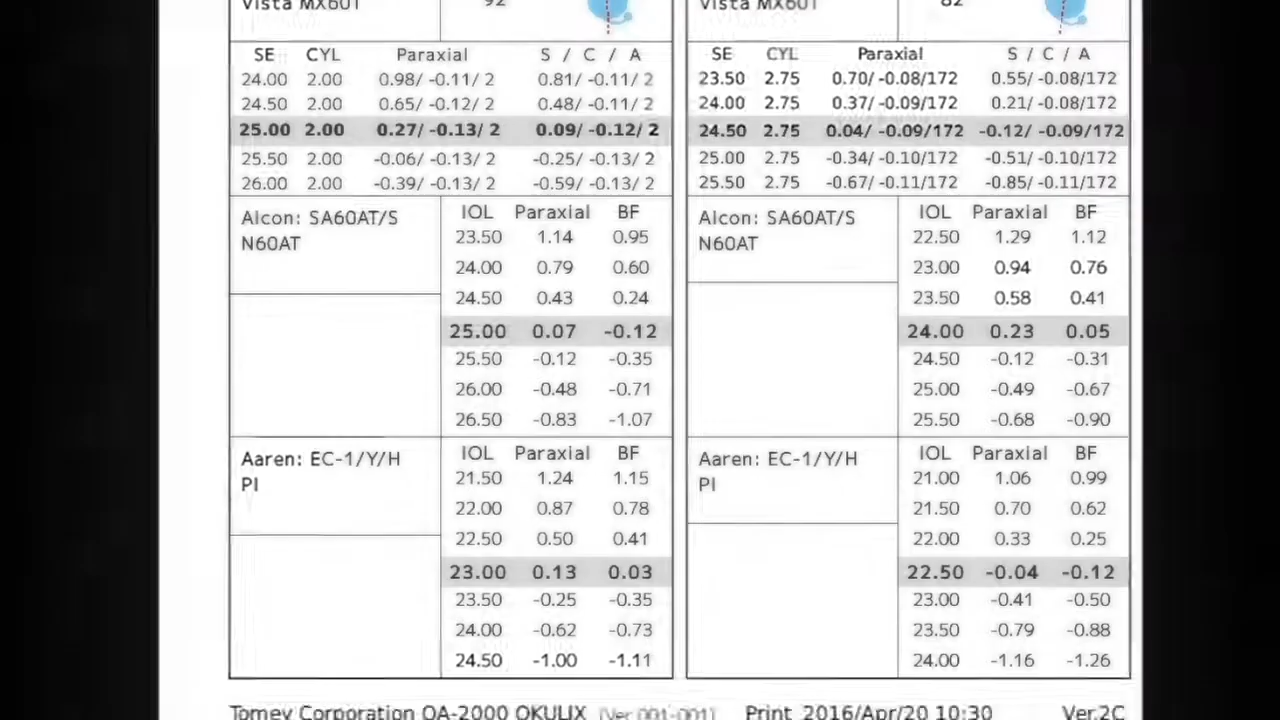 Vista MX60T 92
SE CYL Paraxial S / C / A
24.00 2.00 0.98/ -0.11/ 2 0.81/ -0.11/ 2
24.50 2.00 0.65/ -0.12/ 2 0.48/ -0.11/ 2
25.00 2.00 0.27/ -0.13/ 2 0.09/ -0.12/ 2
25.50 2.00 -0.06/ -0.13/ 2 -0.25/ -0.13/ 2
26.00 2.00 -0.39/ -0.13/ 2 -0.59/ -0.13/ 2
Alcon: SA60AT/S
N60AT
IOL Paraxial BF
23.50 1.14 0.95
24.00 0.79 0.60
24.50 0.43 0.24
25.00 0.07 -0.12
25.50 -0.12 -0.35
26.00 -0.48 -0.71
26.50 -0.83 -1.07
Aaren: EC-1/Y/H
PI
IOL Paraxial BF
21.50 1.24 1.15
22.00 0.87 0.78
22.50 0.50 0.41
23.00 0.13 0.03
23.50 -0.25 -0.35
24.00 -0.62 -0.73
24.50 -1.00 -1.11
Vista MX60T 82
SE CYL Paraxial S / C / A
23.50 2.75 0.70/ -0.08/172 0.55/ -0.08/172
24.00 2.75 0.37/ -0.09/172 0.21/ -0.08/172
24.50 2.75 0.04/ -0.09/172 -0.12/ -0.09/172
25.00 2.75 -0.34/ -0.10/172 -0.51/ -0.10/172
25.50 2.75 -0.67/ -0.11/172 -0.85/ -0.11/172
Alcon: SA60AT/S
N60AT
IOL Paraxial BF
22.50 1.29 1.12
23.00 0.94 0.76
23.50 0.58 0.41
24.00 0.23 0.05
24.50 -0.12 -0.31
25.00 -0.49 -0.67
25.50 -0.68 -0.90
Aaren: EC-1/Y/H
PI
IOL Paraxial BF
21.00 1.06 0.99
21.50 0.70 0.62
22.00 0.33 0.25
22.50 -0.04 -0.12
23.00 -0.41 -0.50
23.50 -0.79 -0.88
24.00 -1.16 -1.26
Tomey Corporation OA-2000 OKULIX [Ver 001-001] Print 2016/Apr/20 10:30 Ver.2C